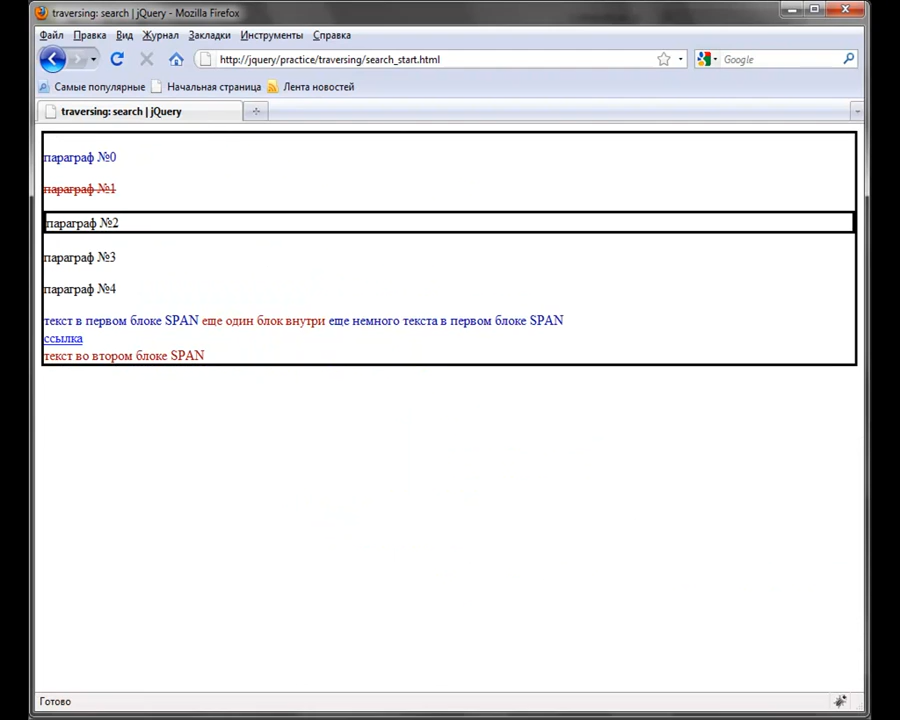 traversing: search | jQuery - Mozilla Firefox
Файл Правка Вид Журнал Закладки Инструменты Справка
http://jquery/practice/traversing/search_start.html Google
Самые популярные Начальная страница Лента новостей
traversing: search | jQuery
параграф №0
параграф №1
параграф №2
параграф №3
параграф №4
текст в первом блоке SPAN еще один блок внутри еще немного текста в первом блоке SPAN
ссылка
текст во втором блоке SPAN
Готово